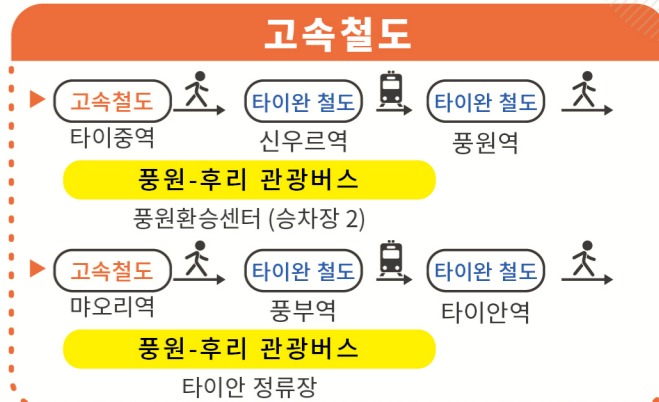 고속철도
고속철도 타이완 철도 타이완 철도
타이중역 신우르역 풍원역
풍원-후리 관광버스
풍원환승센터 (승차장 2)
고속철도 타이완 철도 타이완 철도
먀오리역 풍부역 타이안역
풍원-후리 관광버스
타이안 정류장